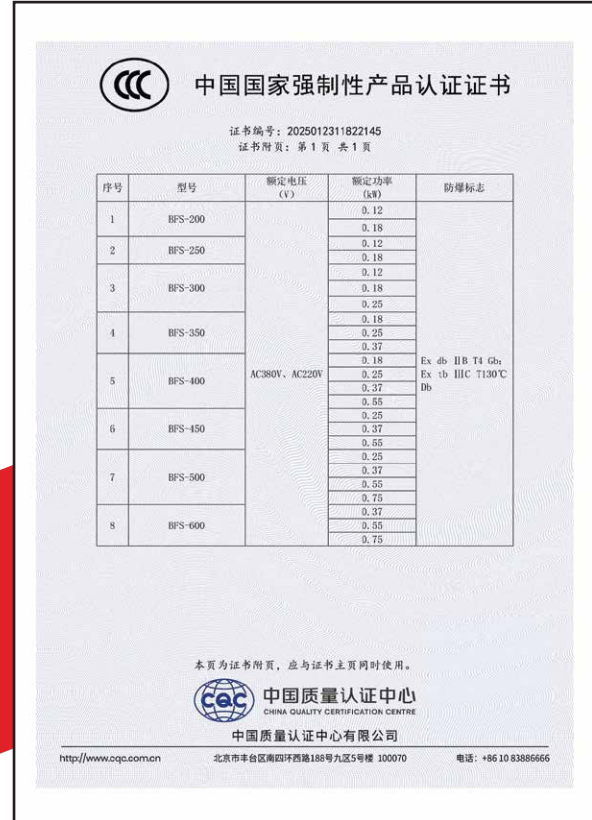 CCC
中国国家强制性产品认证证书
证书编号：2025012311822145
证书附页：第1页 共1页
序号 型号 额定电压（V） 额定功率（kW） 防爆标志
1 BFS-200 0.12
0.18
2 BFS-250 0.12
0.18
3 BFS-300 0.12
0.18
0.25
4 BFS-350 0.18
0.25
0.37
5 BFS-400 AC380V、AC220V 0.18 Ex db ⅡB T4 Gb;
0.25 Ex tb ⅢC T130℃
0.37 Db
0.55
6 BFS-450 0.25
0.37
0.55
7 BFS-500 0.25
0.37
0.55
0.75
8 BFS-600 0.37
0.55
0.75
本页为证书附页，应与证书主页同时使用。
CQC 中国质量认证中心
CHINA QUALITY CERTIFICATION CENTRE
中国质量认证中心有限公司
http://www.cqc.com.cn 北京市丰台区南四环西路188号九区5号楼 100070 电话：+86 10 83886666